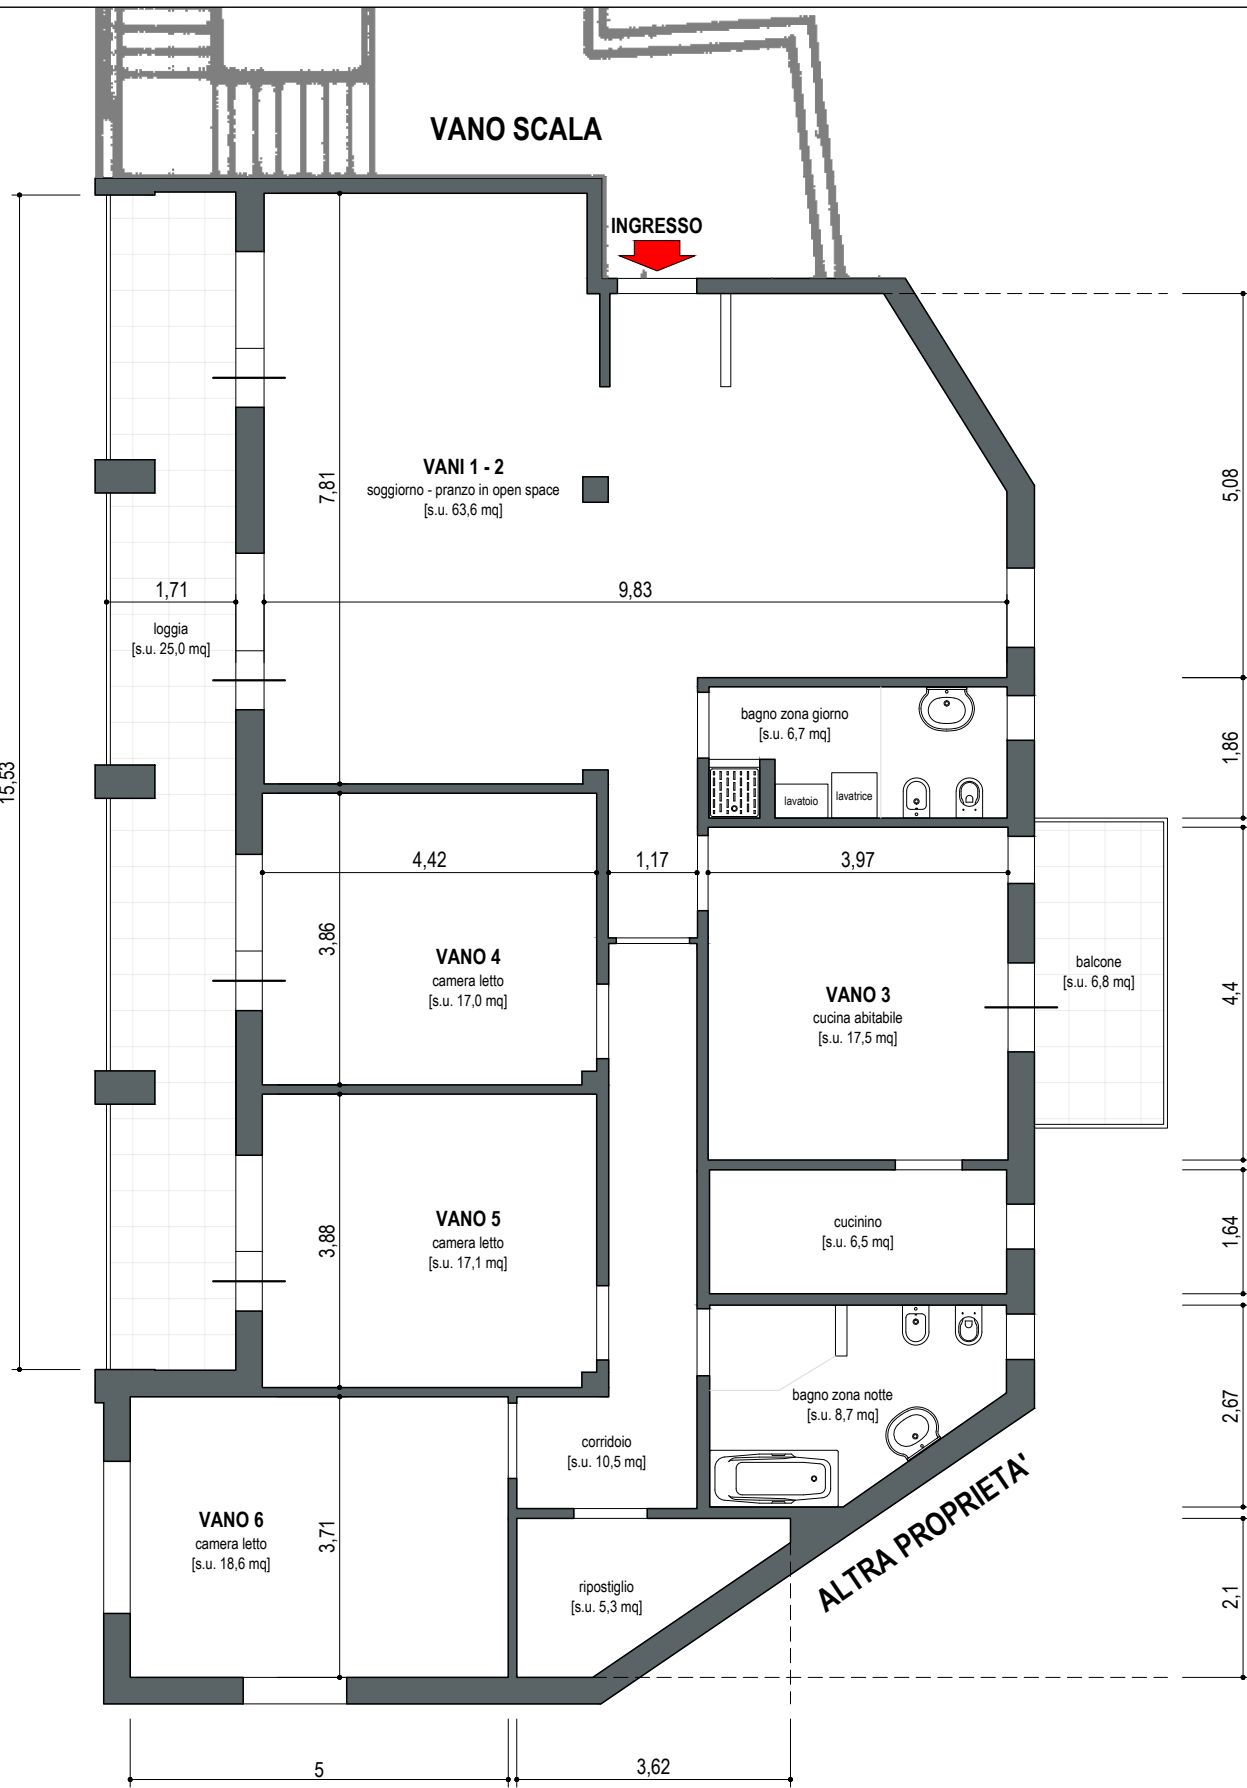 VANO SCALA
INGRESSO
VANI 1 - 2
soggiorno - pranzo in open space
[s.u. 63,6 mq]
7,81
5,08
1,71
9,83
loggia
[s.u. 25,0 mq]
15,53
bagno zona giorno
[s.u. 6,7 mq]
1,86
lavatoio
lavatrice
4,42
1,17
3,97
3,86
VANO 4
camera letto
[s.u. 17,0 mq]
VANO 3
cucina abitabile
[s.u. 17,5 mq]
balcone
[s.u. 6,8 mq]
4,4
VANO 5
camera letto
[s.u. 17,1 mq]
3,88
cucinino
[s.u. 6,5 mq]
1,64
bagno zona notte
[s.u. 8,7 mq]
2,67
corridoio
[s.u. 10,5 mq]
VANO 6
camera letto
[s.u. 18,6 mq]
3,71
ripostiglio
[s.u. 5,3 mq]
ALTRA PROPRIETA'
2,1
5
3,62